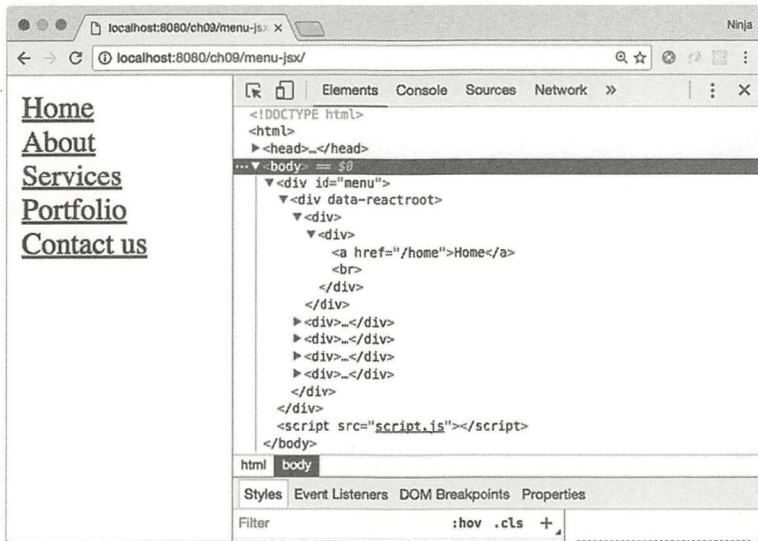 localhost:8080/ch09/menu-jsx ×
Ninja
localhost:8080/ch09/menu-jsx/
Home
About
Services
Portfolio
Contact us
Elements Console Sources Network »
<!DOCTYPE html>
<html>
▶<head>…</head>
…▼<body> == $0
▼<div id="menu">
▼<div data-reactroot>
▼<div>
▼<div>
<a href="/home">Home</a>
<br>
</div>
</div>
▶<div>…</div>
▶<div>…</div>
▶<div>…</div>
▶<div>…</div>
</div>
</div>
<script src="script.js"></script>
</body>
html body
Styles Event Listeners DOM Breakpoints Properties
Filter :hov .cls +